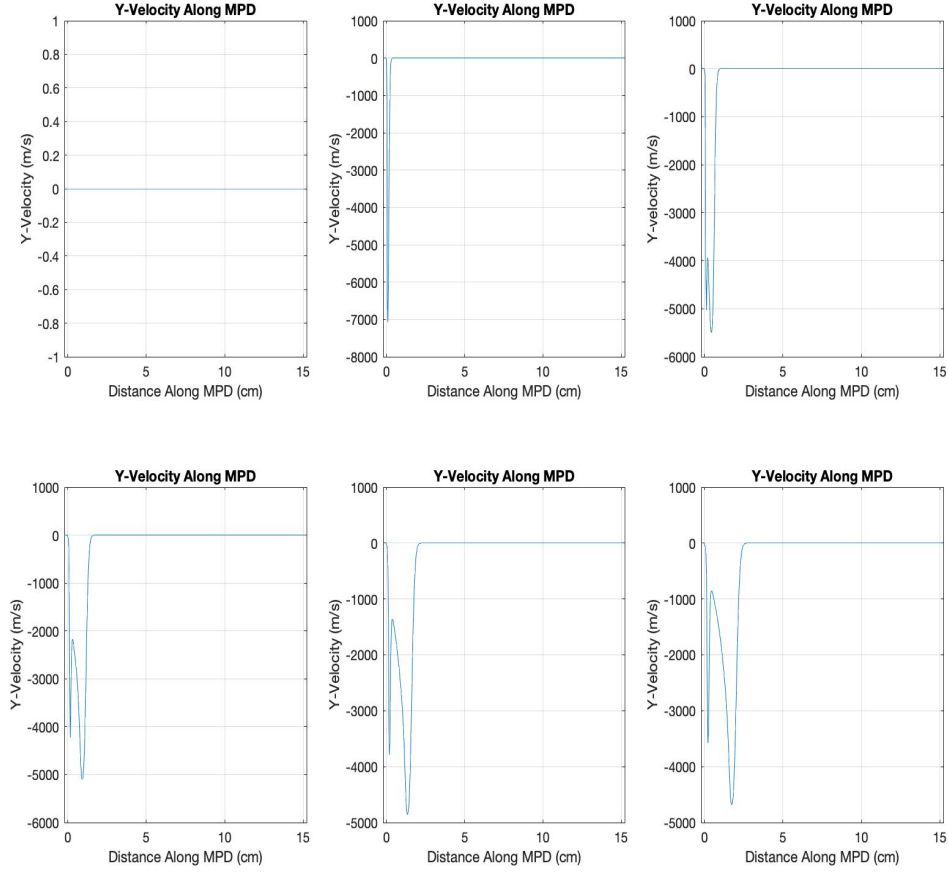 Y-Velocity Along MPD
1
0.8
0.6
0.4
0.2
0
-0.2
-0.4
-0.6
-0.8
-1
Y-Velocity (m/s)
0 5 10 15
Distance Along MPD (cm)
Y-Velocity Along MPD
1000
0
-1000
-2000
-3000
-4000
-5000
-6000
-7000
-8000
Y-Velocity (m/s)
0 5 10 15
Distance Along MPD (cm)
Y-Velocity Along MPD
1000
0
-1000
-2000
-3000
-4000
-5000
-6000
Y-velocity (m/s)
0 5 10 15
Distance Along MPD (cm)
Y-Velocity Along MPD
1000
0
-1000
-2000
-3000
-4000
-5000
-6000
Y-Velocity (m/s)
0 5 10 15
Distance Along MPD (cm)
Y-Velocity Along MPD
1000
0
-1000
-2000
-3000
-4000
-5000
Y-Velocity (m/s)
0 5 10 15
Distance Along MPD (cm)
Y-Velocity Along MPD
1000
0
-1000
-2000
-3000
-4000
-5000
Y-Velocity (m/s)
0 5 10 15
Distance Along MPD (cm)